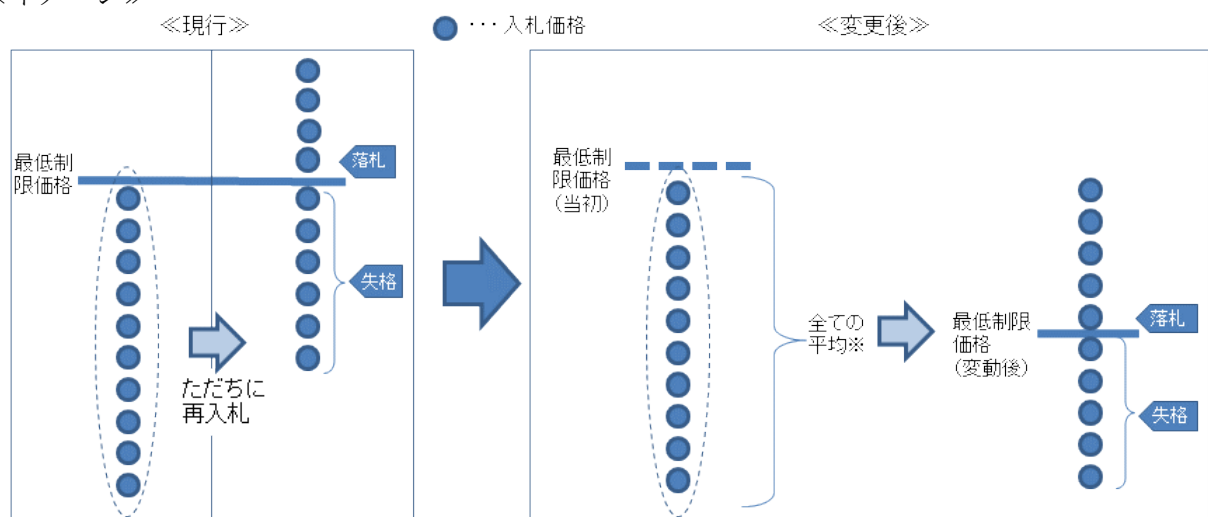 ≪現行≫
・・・入札価格
≪変更後≫
最低制
限価格
落札
失格
ただちに
再入札
最低制
限価格
(当初)
全ての
平均※
最低制限
価格
(変動後)
落札
失格